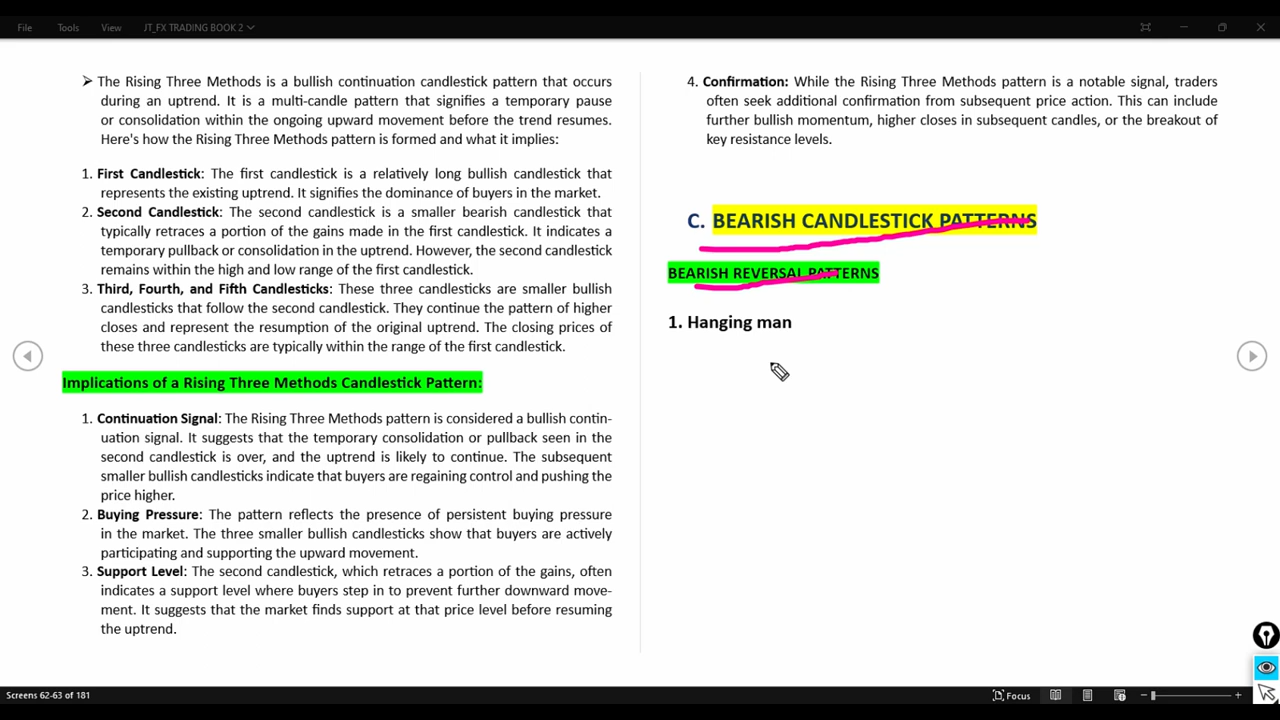 File Tools View JT_FX TRADING BOOK 2
➤ The Rising Three Methods is a bullish continuation candlestick pattern that occurs
during an uptrend. It is a multi-candle pattern that signifies a temporary pause
or consolidation within the ongoing upward movement before the trend resumes.
Here's how the Rising Three Methods pattern is formed and what it implies:
1. First Candlestick: The first candlestick is a relatively long bullish candlestick that
represents the existing uptrend. It signifies the dominance of buyers in the market.
2. Second Candlestick: The second candlestick is a smaller bearish candlestick that
typically retraces a portion of the gains made in the first candlestick. It indicates a
temporary pullback or consolidation in the uptrend. However, the second candlestick
remains within the high and low range of the first candlestick.
3. Third, Fourth, and Fifth Candlesticks: These three candlesticks are smaller bullish
candlesticks that follow the second candlestick. They continue the pattern of higher
closes and represent the resumption of the original uptrend. The closing prices of
these three candlesticks are typically within the range of the first candlestick.
Implications of a Rising Three Methods Candlestick Pattern:
1. Continuation Signal: The Rising Three Methods pattern is considered a bullish contin-
uation signal. It suggests that the temporary consolidation or pullback seen in the
second candlestick is over, and the uptrend is likely to continue. The subsequent
smaller bullish candlesticks indicate that buyers are regaining control and pushing the
price higher.
2. Buying Pressure: The pattern reflects the presence of persistent buying pressure
in the market. The three smaller bullish candlesticks show that buyers are actively
participating and supporting the upward movement.
3. Support Level: The second candlestick, which retraces a portion of the gains, often
indicates a support level where buyers step in to prevent further downward move-
ment. It suggests that the market finds support at that price level before resuming
the uptrend.
4. Confirmation: While the Rising Three Methods pattern is a notable signal, traders
often seek additional confirmation from subsequent price action. This can include
further bullish momentum, higher closes in subsequent candles, or the breakout of
key resistance levels.
C. BEARISH CANDLESTICK PATTERNS
BEARISH REVERSAL PATTERNS
1. Hanging man
Screens 62-63 of 181 Focus